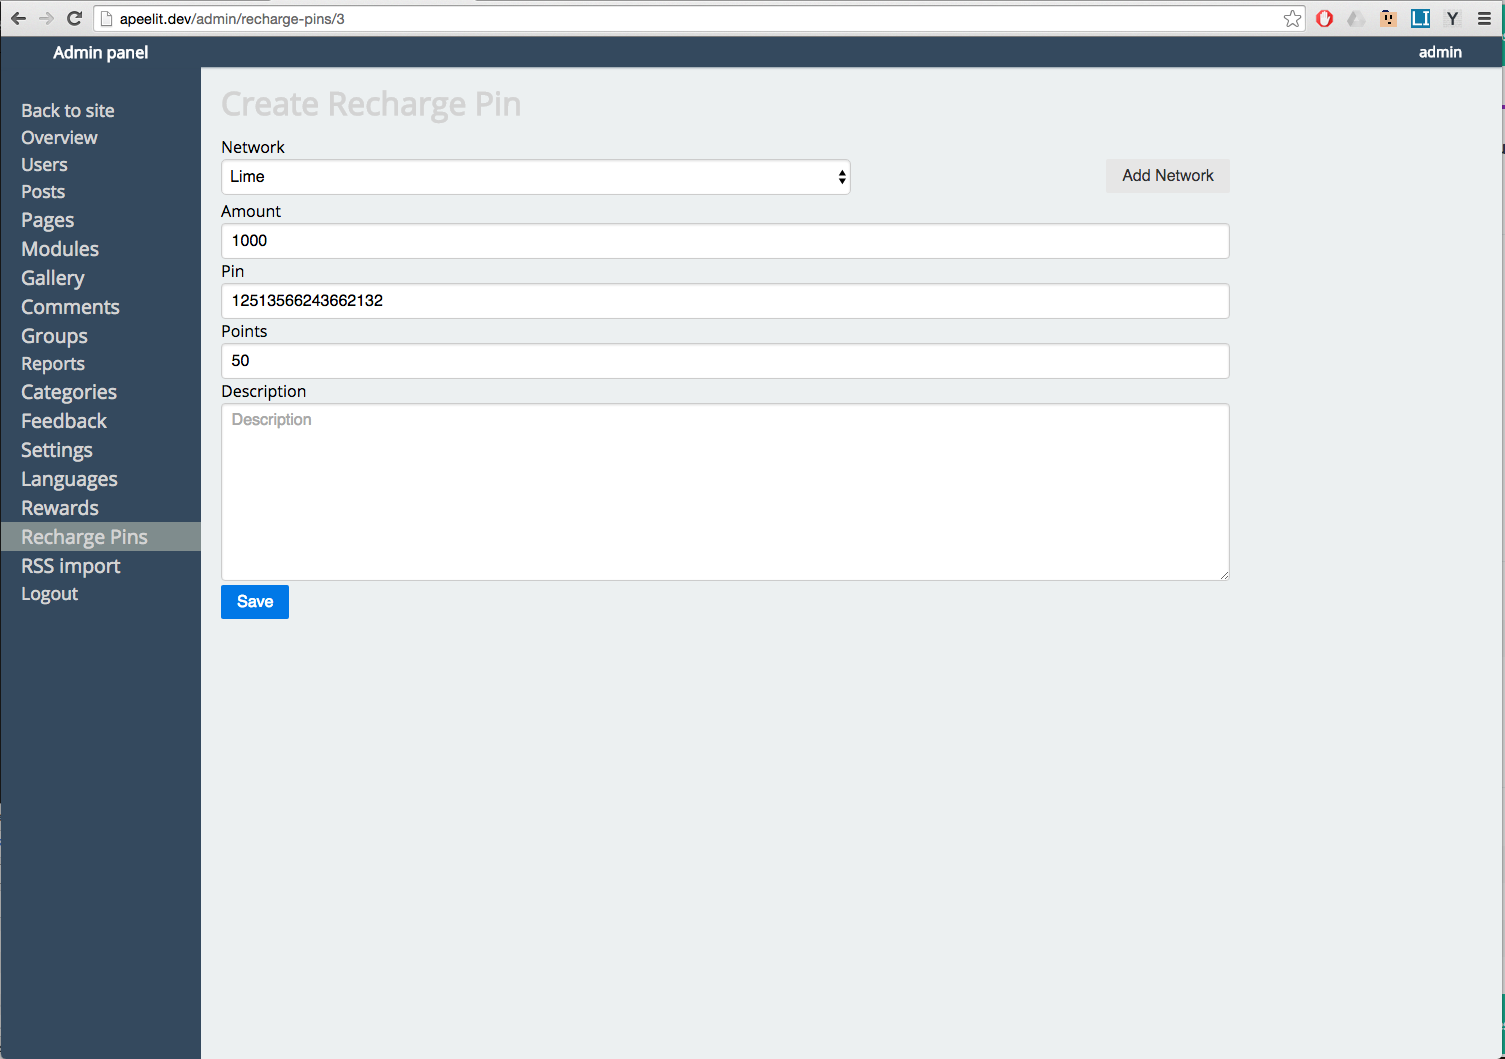 apeelit.dev/admin/recharge-pins/3
LI
Y
Admin panel
admin
Back to site
Overview
Users
Posts
Pages
Modules
Gallery
Comments
Groups
Reports
Categories
Feedback
Settings
Languages
Rewards
Recharge Pins
RSS import
Logout
Create Recharge Pin
Network
Lime
Add Network
Amount
1000
Pin
12513566243662132
Points
50
Description
Description
Save